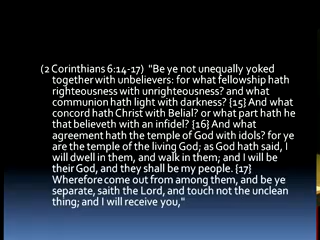 (2 Corinthians 6:14-17)  "Be ye not unequally yoked
together with unbelievers: for what fellowship hath
righteousness with unrighteousness? and what
communion hath light with darkness? {15} And what
concord hath Christ with Belial? or what part hath he
that believeth with an infidel? {16} And what
agreement hath the temple of God with idols? for ye
are the temple of the living God; as God hath said, I
will dwell in them, and walk in them; and I will be
their God, and they shall be my people. {17}
Wherefore come out from among them, and be ye
separate, saith the Lord, and touch not the unclean
thing; and I will receive you,"